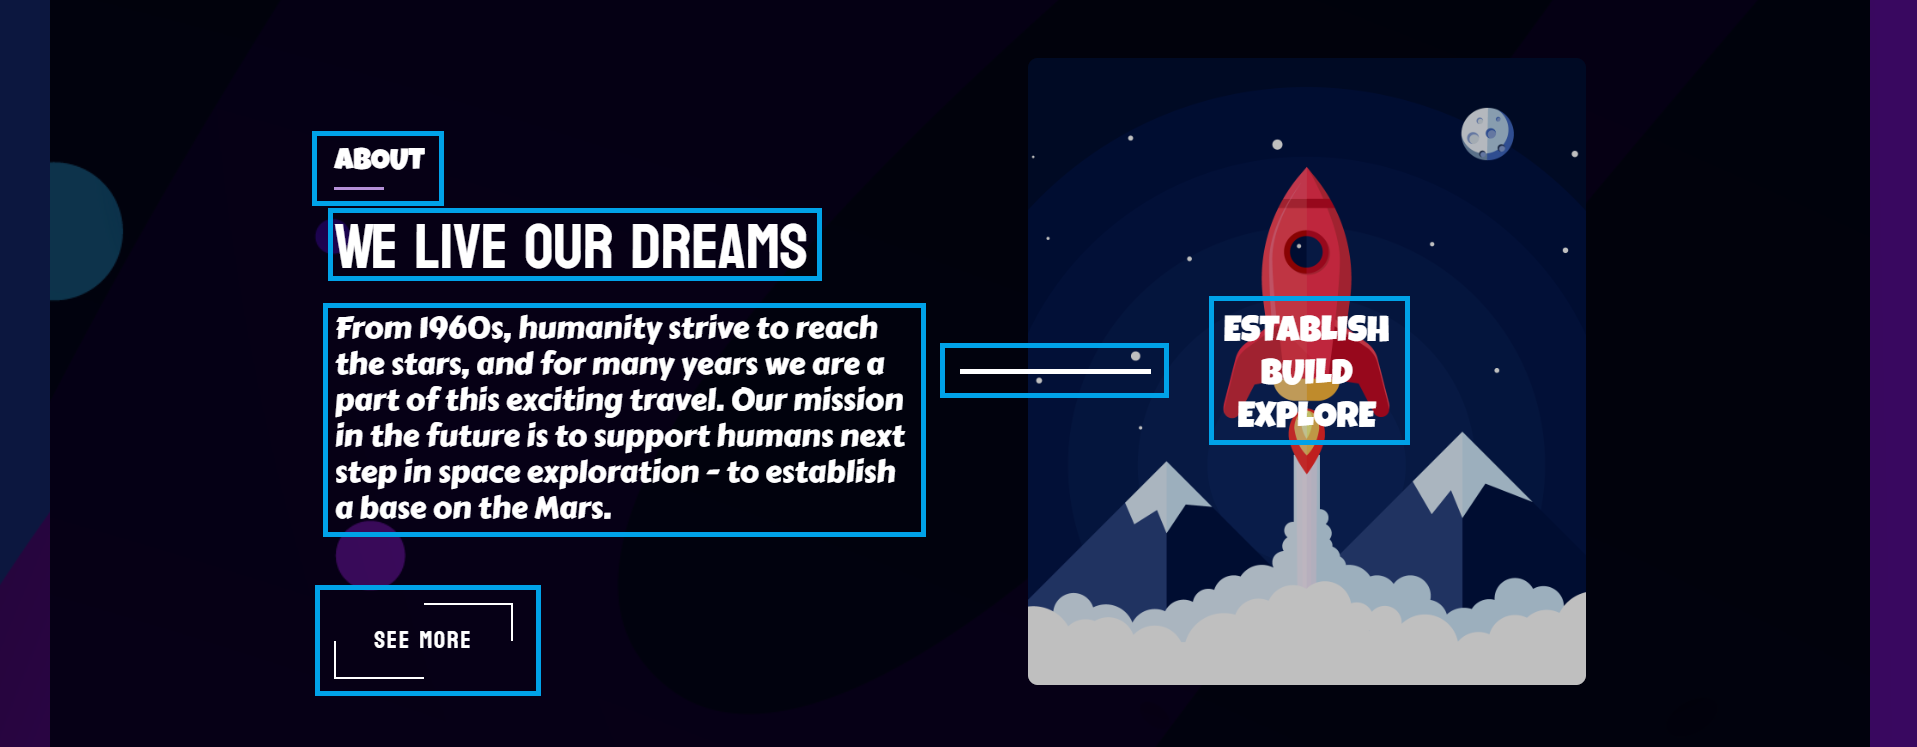 ABOUT
WE LIVE OUR DREAMS
From 1960s, humanity strive to reach
the stars, and for many years we are a
part of this exciting travel. Our mission
in the future is to support humans next
step in space exploration - to establish
a base on the Mars.
SEE MORE
ESTABLISH
BUILD
EXPLORE